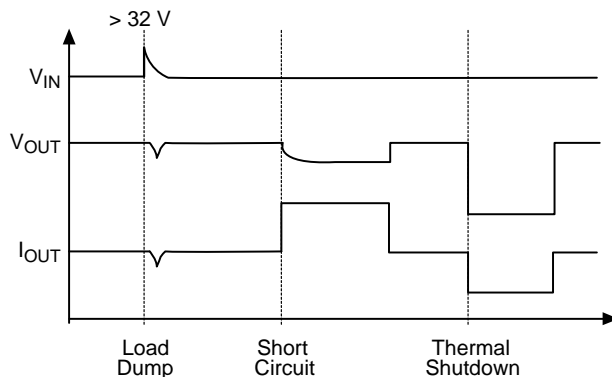 > 32 V
VIN
VOUT
IOUT
Load
Dump
Short
Circuit
Thermal
Shutdown